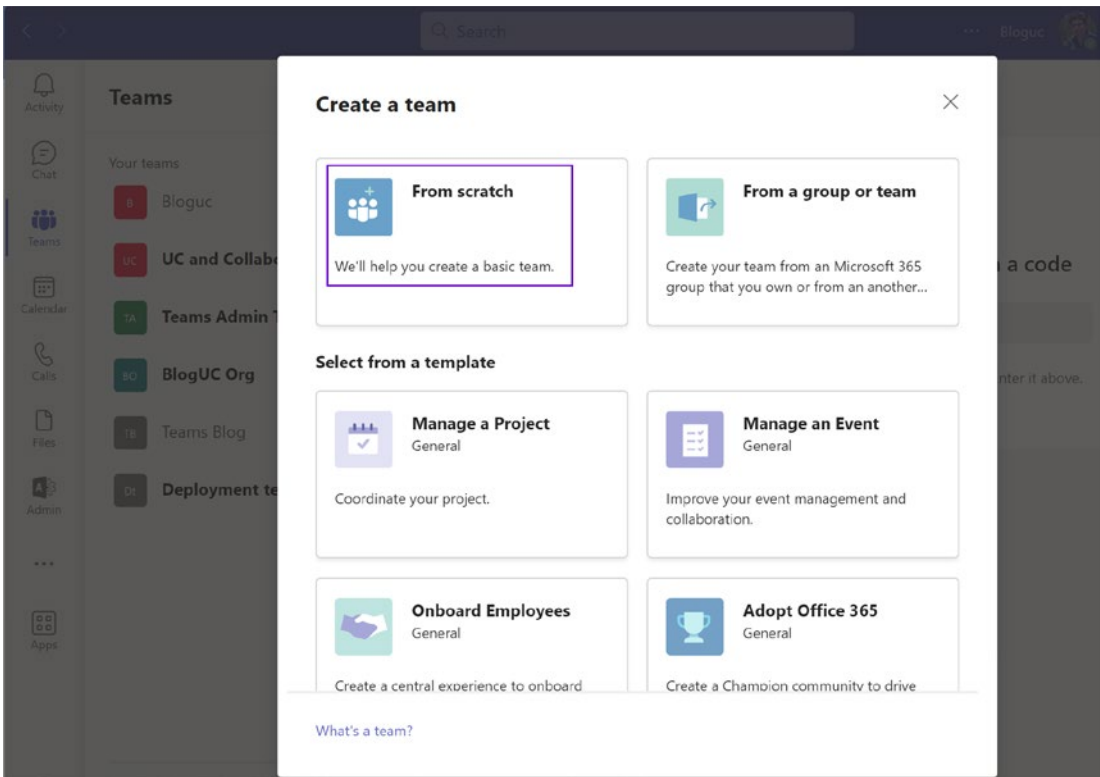 Search
Bloguc
Activity
Chat
Teams
Calendar
Calls
Files
Admin
Apps
Teams
Your teams
B Bloguc
UC UC and Collab
TA Teams Admin
BO BlogUC Org
TB Teams Blog
Dt Deployment te
a code
nter it above.
Create a team
From scratch
We'll help you create a basic team.
From a group or team
Create your team from an Microsoft 365
group that you own or from an another...
Select from a template
Manage a Project
General
Coordinate your project.
Manage an Event
General
Improve your event management and
collaboration.
Onboard Employees
General
Create a central experience to onboard
Adopt Office 365
General
Create a Champion community to drive
What's a team?